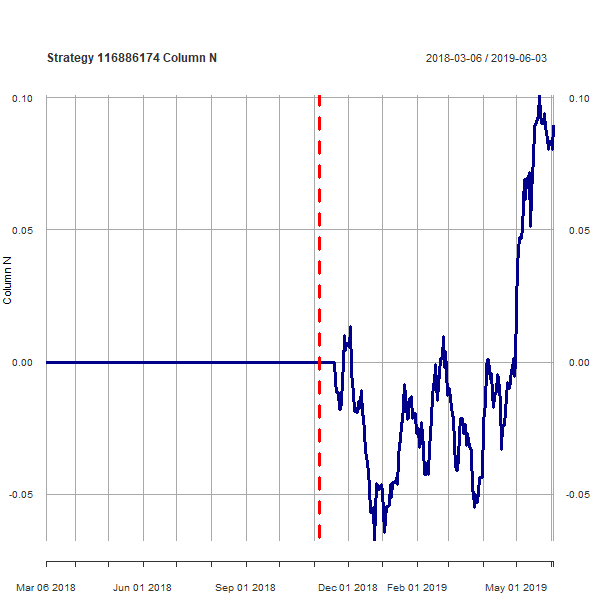 Strategy 116886174 Column N
2018-03-06 / 2019-06-03
0.10
0.10
0.05
0.05
Column N
0.00
0.00
-0.05
-0.05
Mar 06 2018
Jun 01 2018
Sep 01 2018
Dec 01 2018
Feb 01 2019
May 01 2019